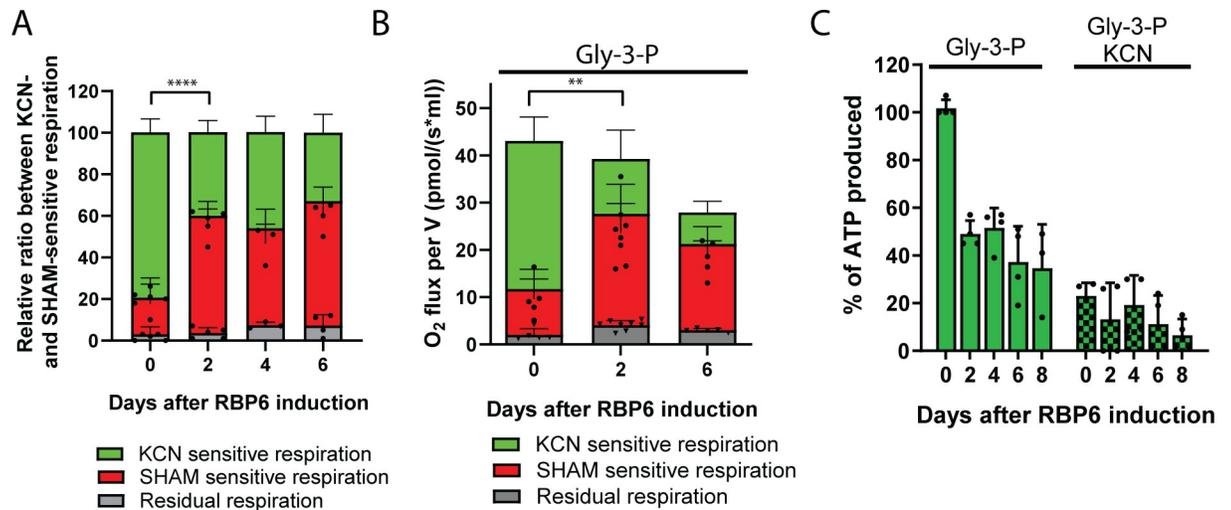 A
Relative ratio between KCN-
and SHAM-sensitive respiration
120
100
80
60
40
20
0
****
0 2 4 6
Days after RBP6 induction
KCN sensitive respiration
SHAM sensitive respiration
Residual respiration
B
Gly-3-P
**
O2 flux per V (pmol/(s*ml))
50
40
30
20
10
0
0 2 6
Days after RBP6 induction
KCN sensitive respiration
SHAM sensitive respiration
Residual respiration
C
Gly-3-P
Gly-3-P
KCN
% of ATP produced
120
100
80
60
40
20
0
0 2 4 6 8 0 2 4 6 8
Days after RBP6 induction